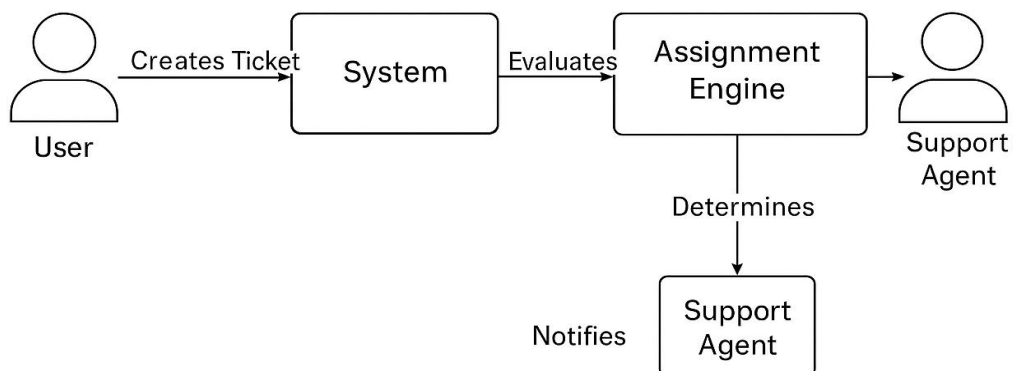 Creates Ticket
System
Evaluates
Assignment
Engine
User
Support
Agent
Determines
Notifies
Support
Agent